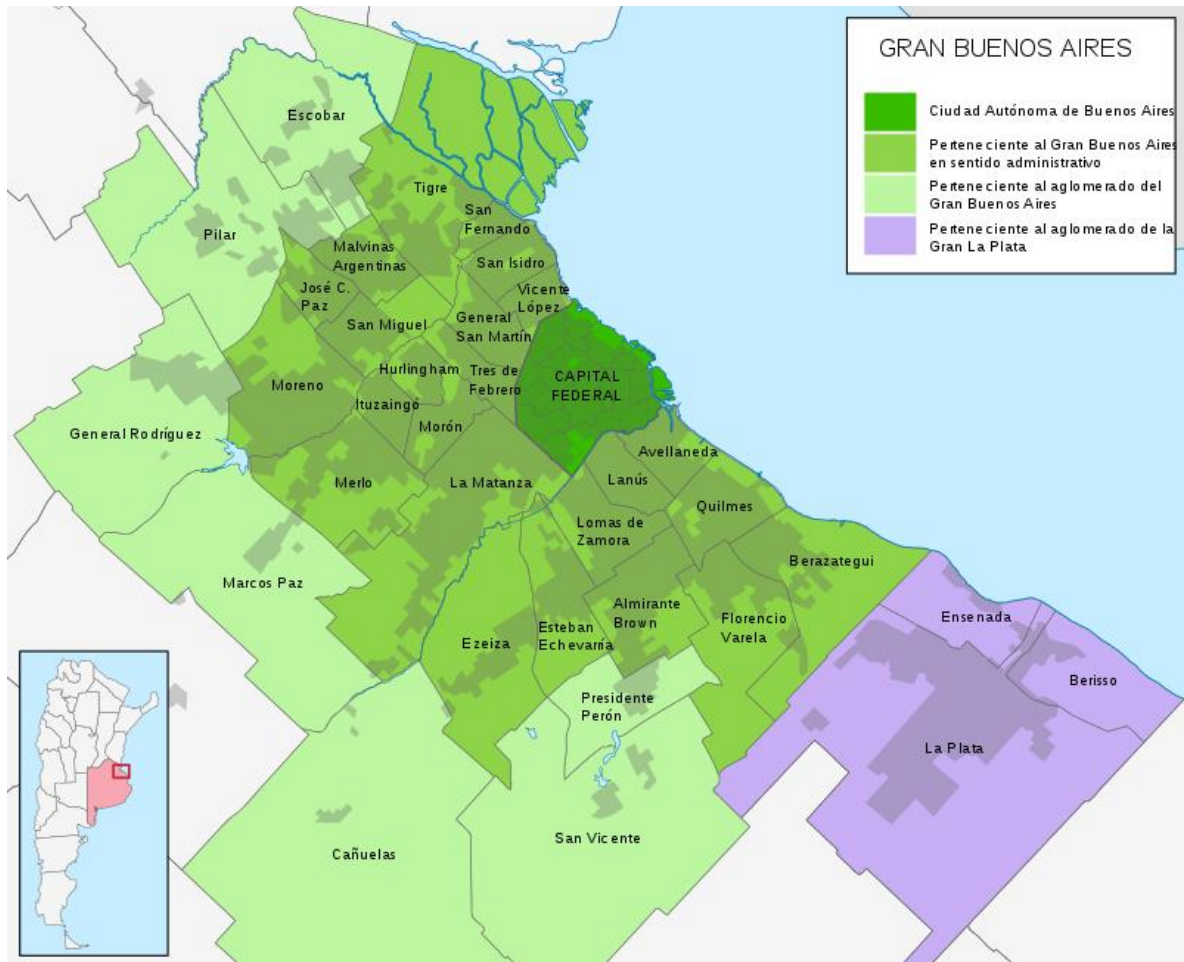 GRAN BUENOS AIRES
Ciudad Autónoma de Buenos Aires
Perteneciente al Gran Buenos Aires
en sentido administrativo
Perteneciente al aglomerado del
Gran Buenos Aires
Perteneciente al aglomerado de la
Gran La Plata
Escobar
Tigre
San
Fernando
Pilar
Malvinas
Argentinas
San Isidro
José C.
Paz
Vicente
López
San Miguel
General
San Martín
Hurlingham
Tres de
Febrero
CAPITAL
FEDERAL
Moreno
Ituzaingó
Morón
General Rodríguez
Avellaneda
Merlo
La Matanza
Lanús
Quilmes
Lomas de
Zamora
Berazategui
Marcos Paz
Almirante
Brown
Florencio
Varela
Ensenada
Ezeiza
Esteban
Echevarría
Berisso
Presidente
Perón
La Plata
Cañuelas
San Vicente